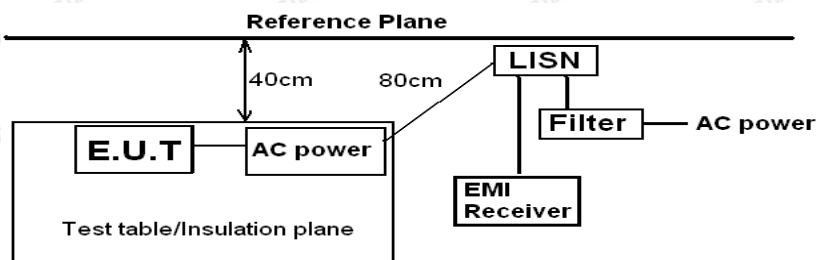 Reference Plane
40cm
80cm
LISN
Filter
AC power
E.U.T
AC power
EMI
Receiver
Test table/Insulation plane